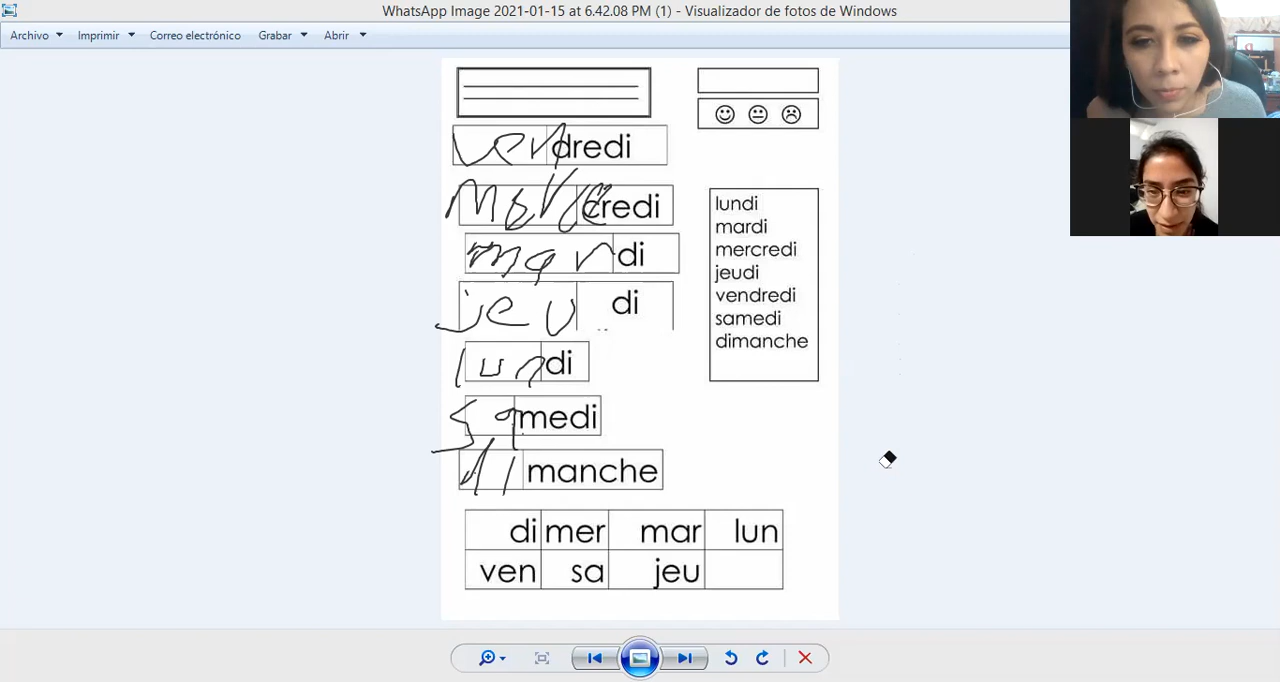 WhatsApp Image 2021-01-15 at 6.42.08 PM (1) - Visualizador de fotos de Windows
Archivo Imprimir Correo electrónico Grabar Abrir
vendredi
credi
mardi
jeudi
lundi
samedi
dimanche
lundi
mardi
mercredi
jeudi
vendredi
samedi
dimanche
di mer mar lun
ven sa jeu